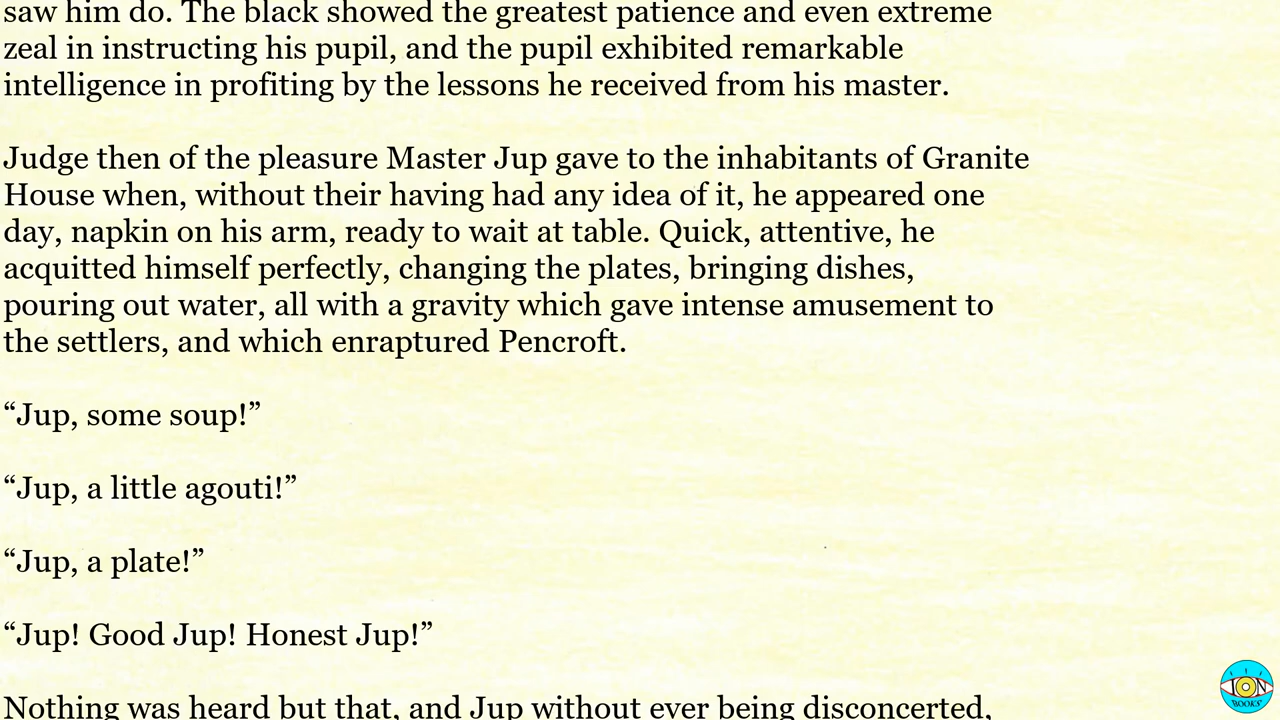 saw him do. The black showed the greatest patience and even extreme
zeal in instructing his pupil, and the pupil exhibited remarkable
intelligence in profiting by the lessons he received from his master.
Judge then of the pleasure Master Jup gave to the inhabitants of Granite
House when, without their having had any idea of it, he appeared one
day, napkin on his arm, ready to wait at table. Quick, attentive, he
acquitted himself perfectly, changing the plates, bringing dishes,
pouring out water, all with a gravity which gave intense amusement to
the settlers, and which enraptured Pencroft.
“Jup, some soup!”
“Jup, a little agouti!”
“Jup, a plate!”
“Jup! Good Jup! Honest Jup!”
Nothing was heard but that, and Jup without ever being disconcerted,
ION
BOOKS